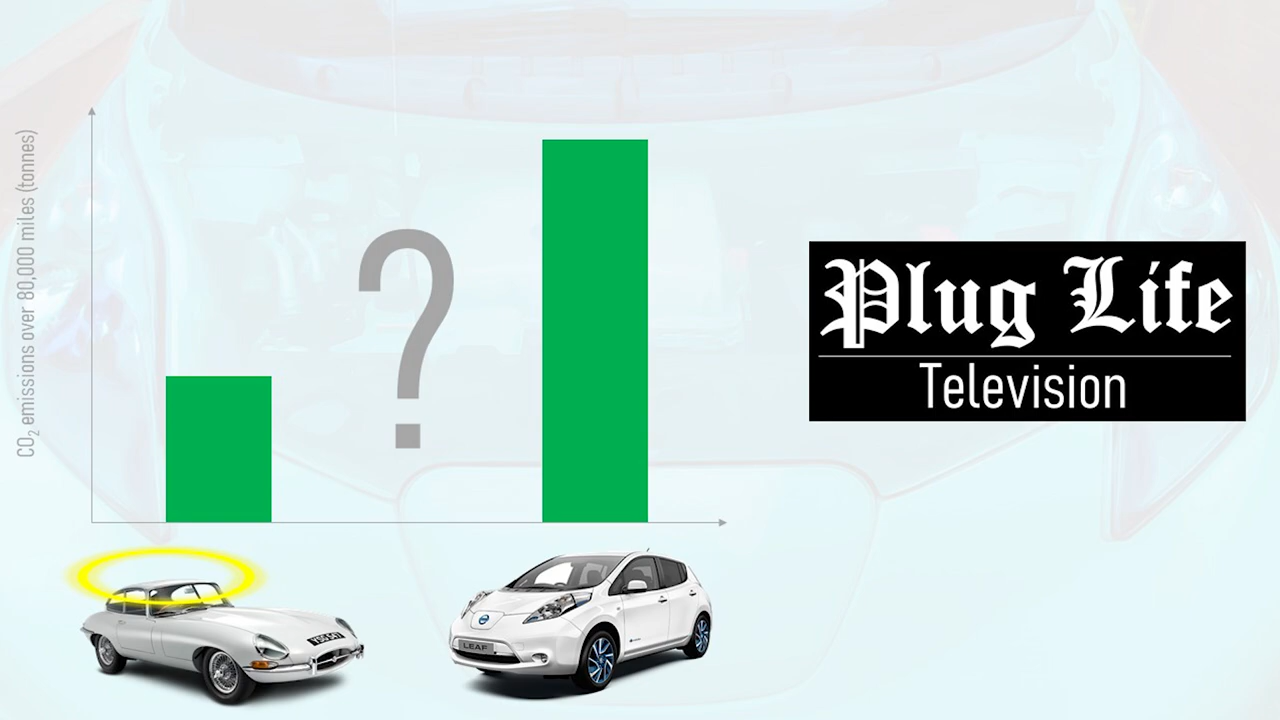 CO₂ emissions over 80,000 miles (tonnes)
?
Plug Life
Television
LEAF